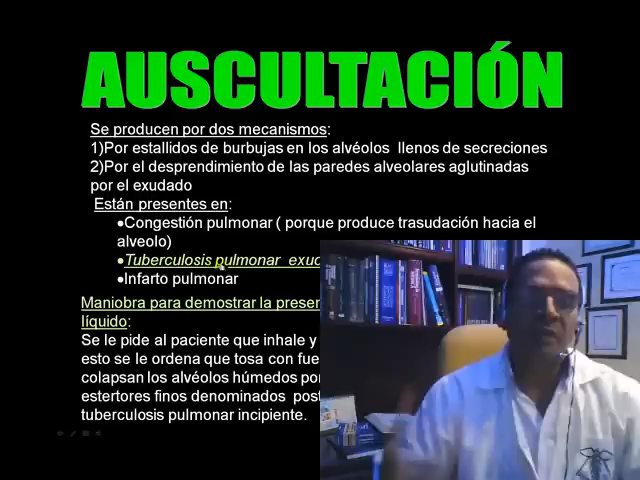 AUSCULTACIÓN
Se producen por dos mecanismos:
1)Por estallidos de burbujas en los alvéolos llenos de secreciones
2)Por el desprendimiento de las paredes alveolares aglutinadas
por el exudado
Están presentes en:
•Congestión pulmonar ( porque produce trasudación hacia el
alveolo)
•Tuberculosis pulmonar exuc
•Infarto pulmonar
Maniobra para demostrar la presen
líquido:
Se le pide al paciente que inhale y
esto se le ordena que tosa con fue
colapsan los alvéolos húmedos po
estertores finos denominados post
tuberculosis pulmonar incipiente.